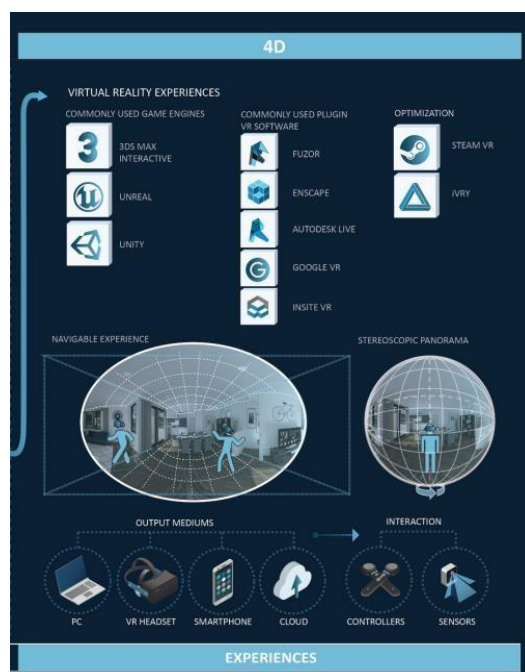 4D
VIRTUAL REALITY EXPERIENCES
COMMONLY USED GAME ENGINES
3DS MAX
INTERACTIVE
UNREAL
UNITY
COMMONLY USED PLUGIN
VR SOFTWARE
FUZOR
ENSCAPE
AUTODESK LIVE
GOOGLE VR
INSITE VR
OPTIMIZATION
STEAM VR
iVRY
NAVIGABLE EXPERIENCE
STEREOSCOPIC PANORAMA
OUTPUT MEDIUMS
INTERACTION
PC
VR HEADSET
SMARTPHONE
CLOUD
CONTROLLERS
SENSORS
EXPERIENCES